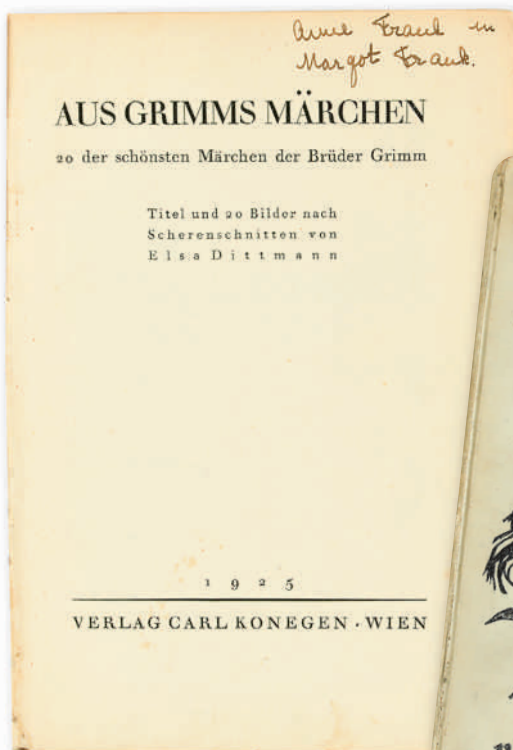 Anne Frank en
Margot Frank.
AUS GRIMMS MÄRCHEN
20 der schönsten Märchen der Brüder Grimm
Titel und 20 Bilder nach
Scherenschnitten von
Elsa Dittmann
1925
VERLAG CARL KONEGEN · WIEN